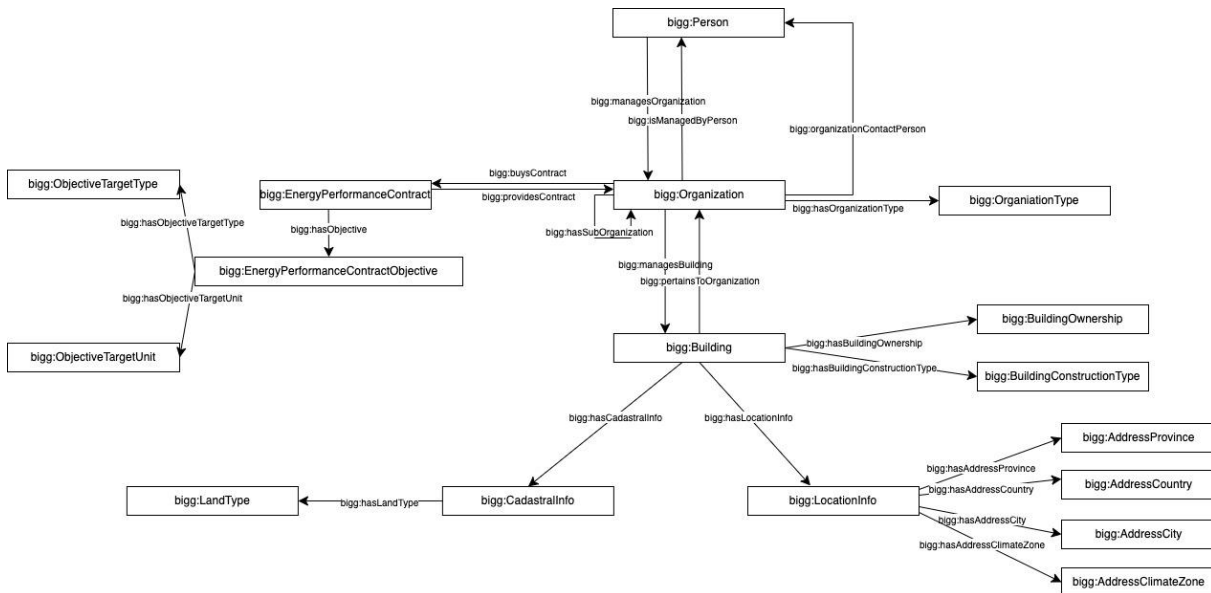 bigg:Person
bigg:managesOrganization
bigg:isManagedByPerson
bigg:organizationContactPerson
bigg:ObjectiveTargetType
bigg:EnergyPerformanceContract
bigg:buysContract
bigg:providesContract
bigg:Organization
bigg:hasOrganizationType
bigg:OrganiationType
bigg:hasObjectiveTargetType
bigg:hasObjective
bigg:hasSubOrganization
bigg:EnergyPerformanceContractObjective
bigg:managesBuilding
bigg:pertainsToOrganization
bigg:hasObjectiveTargetUnit
bigg:ObjectiveTargetUnit
bigg:Building
bigg:hasBuildingOwnership
bigg:BuildingOwnership
bigg:hasBuildingConstructionType
bigg:BuildingConstructionType
bigg:hasCadastralInfo
bigg:hasLocationInfo
bigg:LandType
bigg:hasLandType
bigg:CadastralInfo
bigg:LocationInfo
bigg:hasAddressProvince
bigg:AddressProvince
bigg:hasAddressCountry
bigg:AddressCountry
bigg:hasAddressCity
bigg:AddressCity
bigg:hasAddressClimateZone
bigg:AddressClimateZone